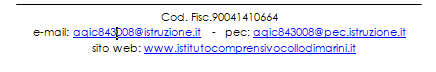 Cod. Fisc.90041410664
e-mail: aqic843008@istruzione.it - pec: aqic843008@pec.istruzione.it
sito web: www.istitutocomprensivocollodimarini.it